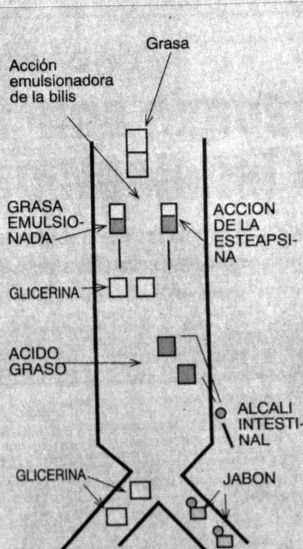 Grasa
Acción
emulsionadora
de la bilis
GRASA
EMULSIO-
NADA
ACCION
DE LA
ESTEAPSI-
NA
GLICERINA
ACIDO
GRASO
ALCALI
INTESTI-
NAL
GLICERINA
JABON